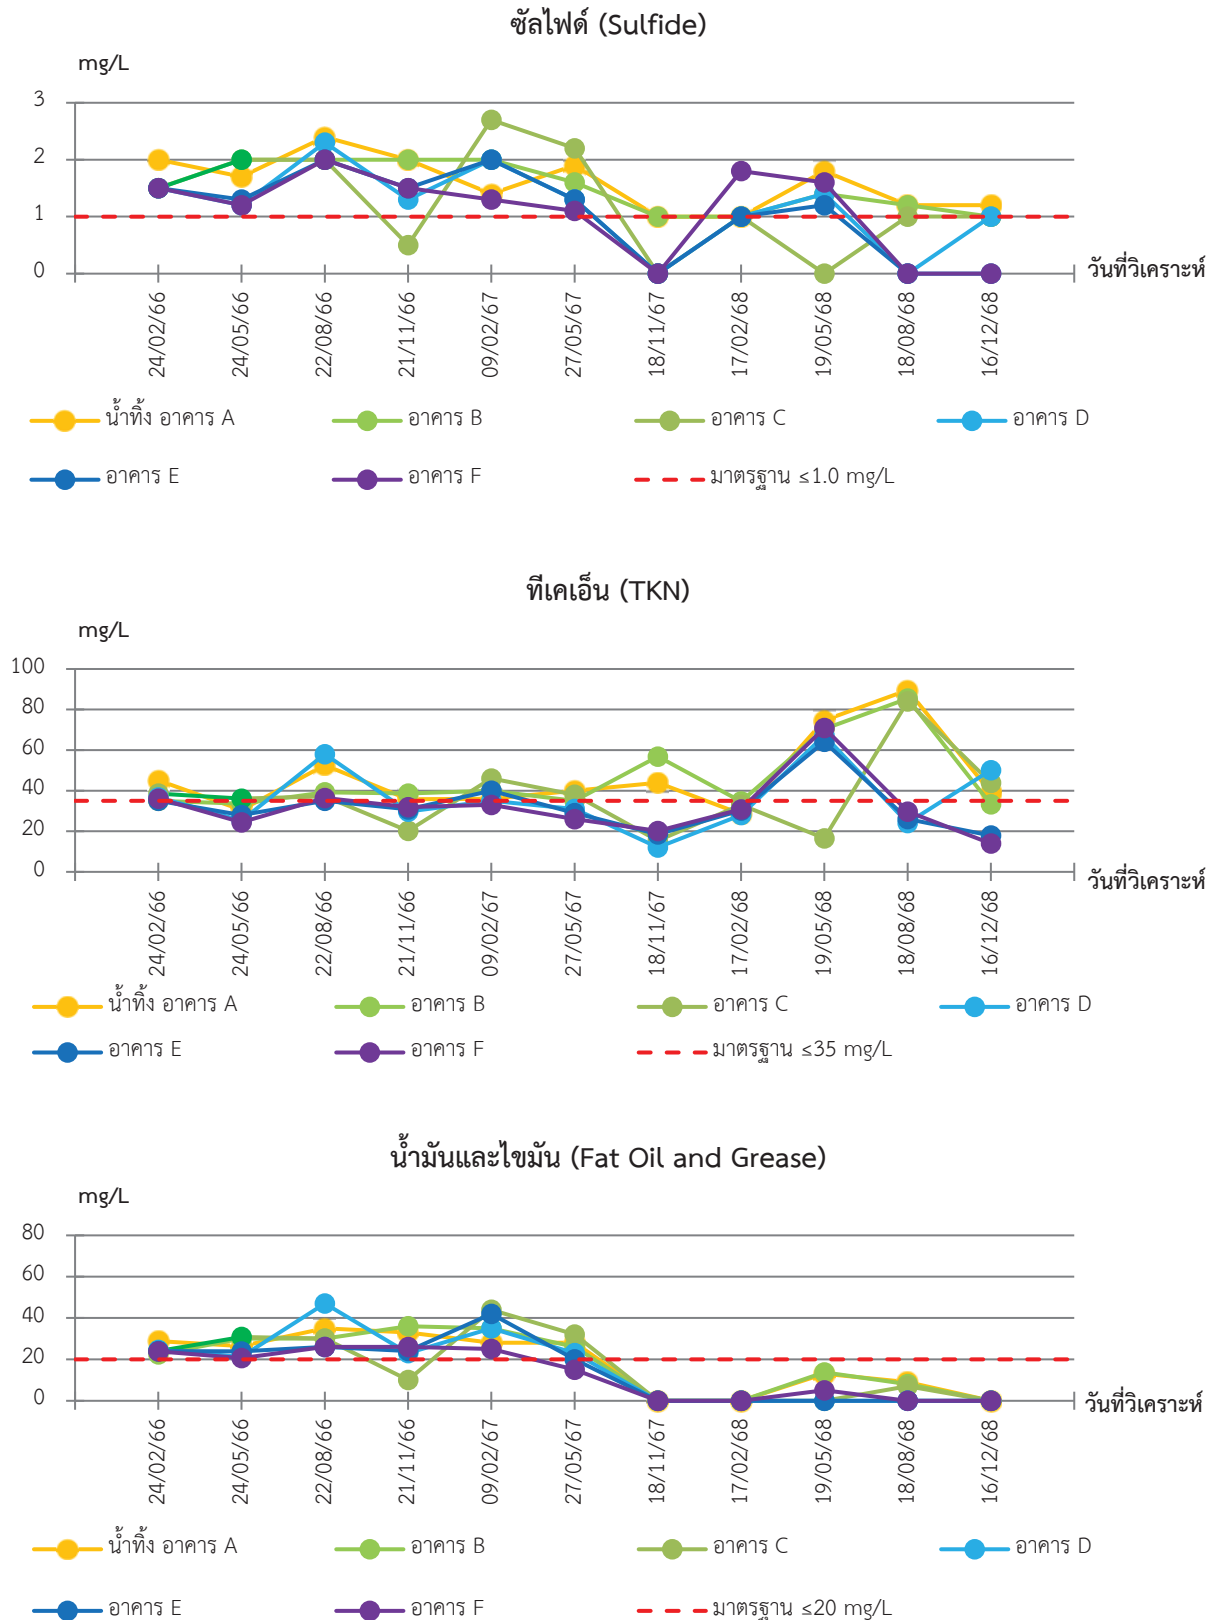 ซัลไฟด์ (Sulfide)
mg/L
3
2
1
0
วันที่วิเคราะห์
24/02/66 24/05/66 22/08/66 21/11/66 09/02/67 27/05/67 18/11/67 17/02/68 19/05/68 18/08/68 16/12/68
น้ำทิ้ง อาคาร A อาคาร B อาคาร C อาคาร D
อาคาร E อาคาร F มาตรฐาน ≤1.0 mg/L
ทีเคเอ็น (TKN)
mg/L
100
80
60
40
20
0
วันที่วิเคราะห์
24/02/66 24/05/66 22/08/66 21/11/66 09/02/67 27/05/67 18/11/67 17/02/68 19/05/68 18/08/68 16/12/68
น้ำทิ้ง อาคาร A อาคาร B อาคาร C อาคาร D
อาคาร E อาคาร F มาตรฐาน ≤35 mg/L
น้ำมันและไขมัน (Fat Oil and Grease)
mg/L
80
60
40
20
0
วันที่วิเคราะห์
24/02/66 24/05/66 22/08/66 21/11/66 09/02/67 27/05/67 18/11/67 17/02/68 19/05/68 18/08/68 16/12/68
น้ำทิ้ง อาคาร A อาคาร B อาคาร C อาคาร D
อาคาร E อาคาร F มาตรฐาน ≤20 mg/L